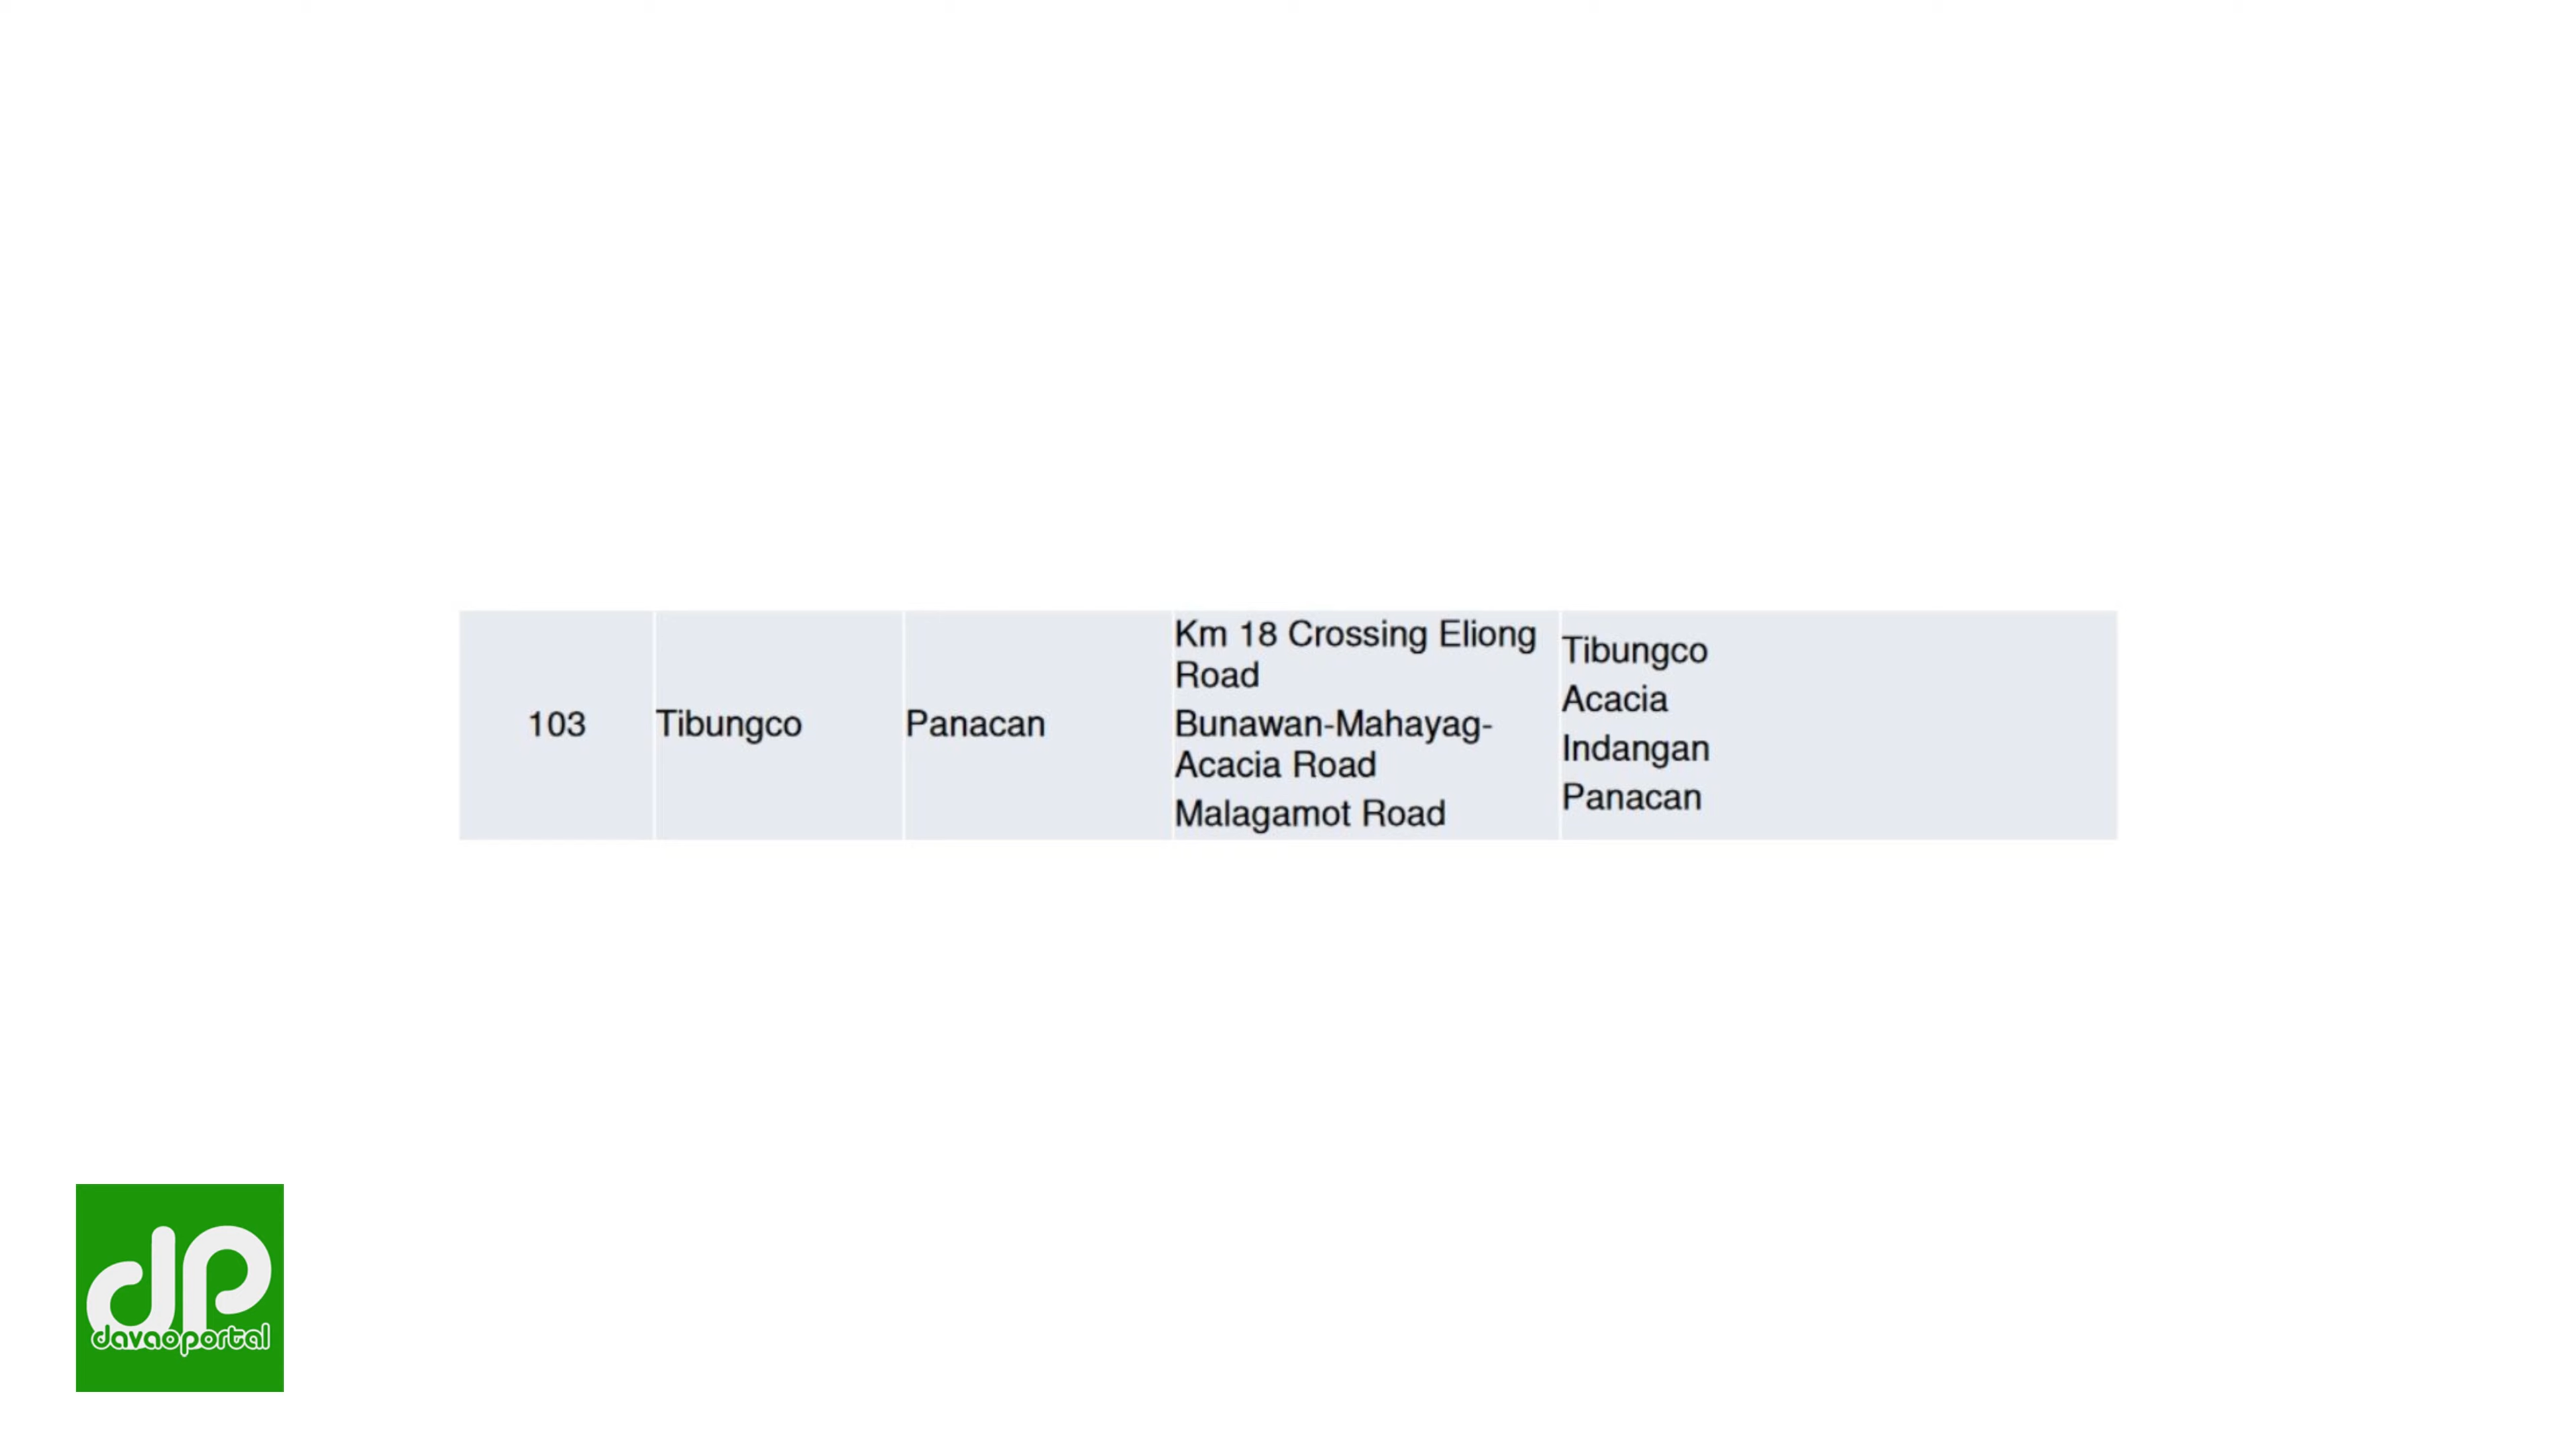 103
Tibungco
Panacan
Km 18 Crossing Eliong
Road
Bunawan-Mahayag-
Acacia Road
Malagamot Road
Tibungco
Acacia
Indangan
Panacan
dp
davaoportal